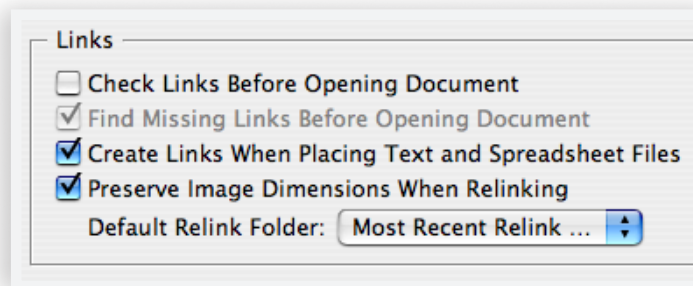 Links
Check Links Before Opening Document
Find Missing Links Before Opening Document
Create Links When Placing Text and Spreadsheet Files
Preserve Image Dimensions When Relinking
Default Relink Folder: Most Recent Relink ...